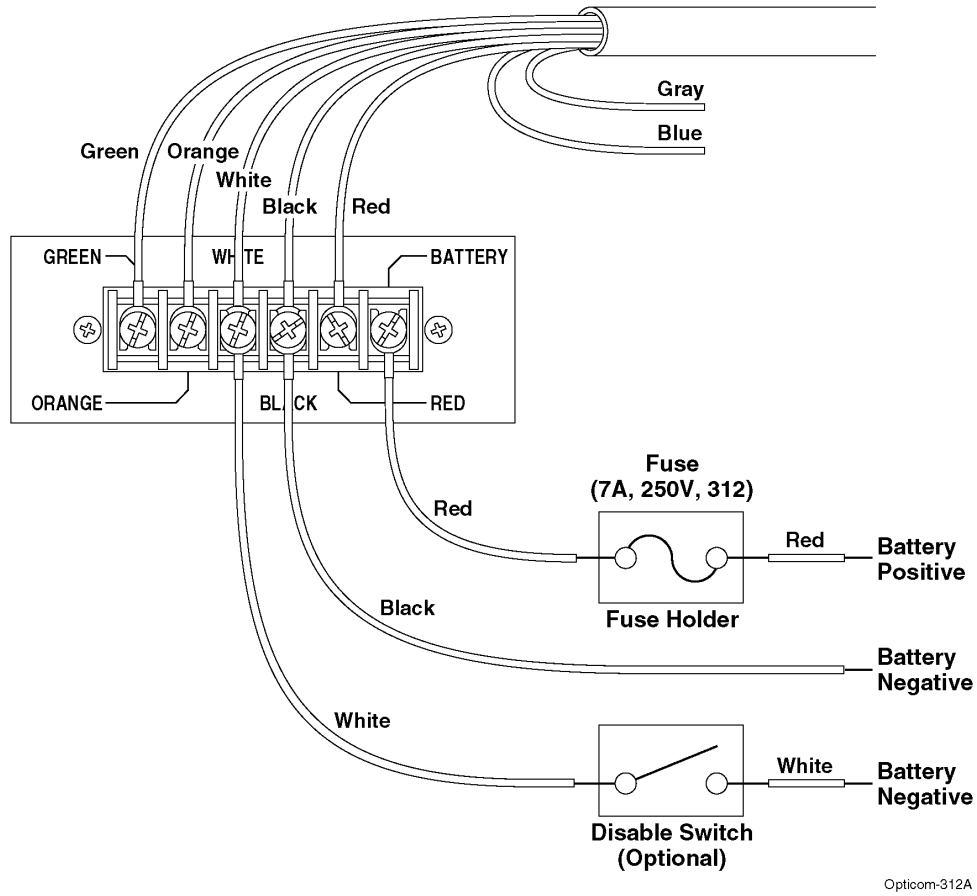 Gray
Blue
Green
Orange
White
Black
Red
GREEN
WHITE
BATTERY
ORANGE
BLACK
RED
Fuse
(7A, 250V, 312)
Red
Red
Battery
Positive
Fuse Holder
Black
Battery
Negative
White
White
Battery
Negative
Disable Switch
(Optional)
Opticom-312A